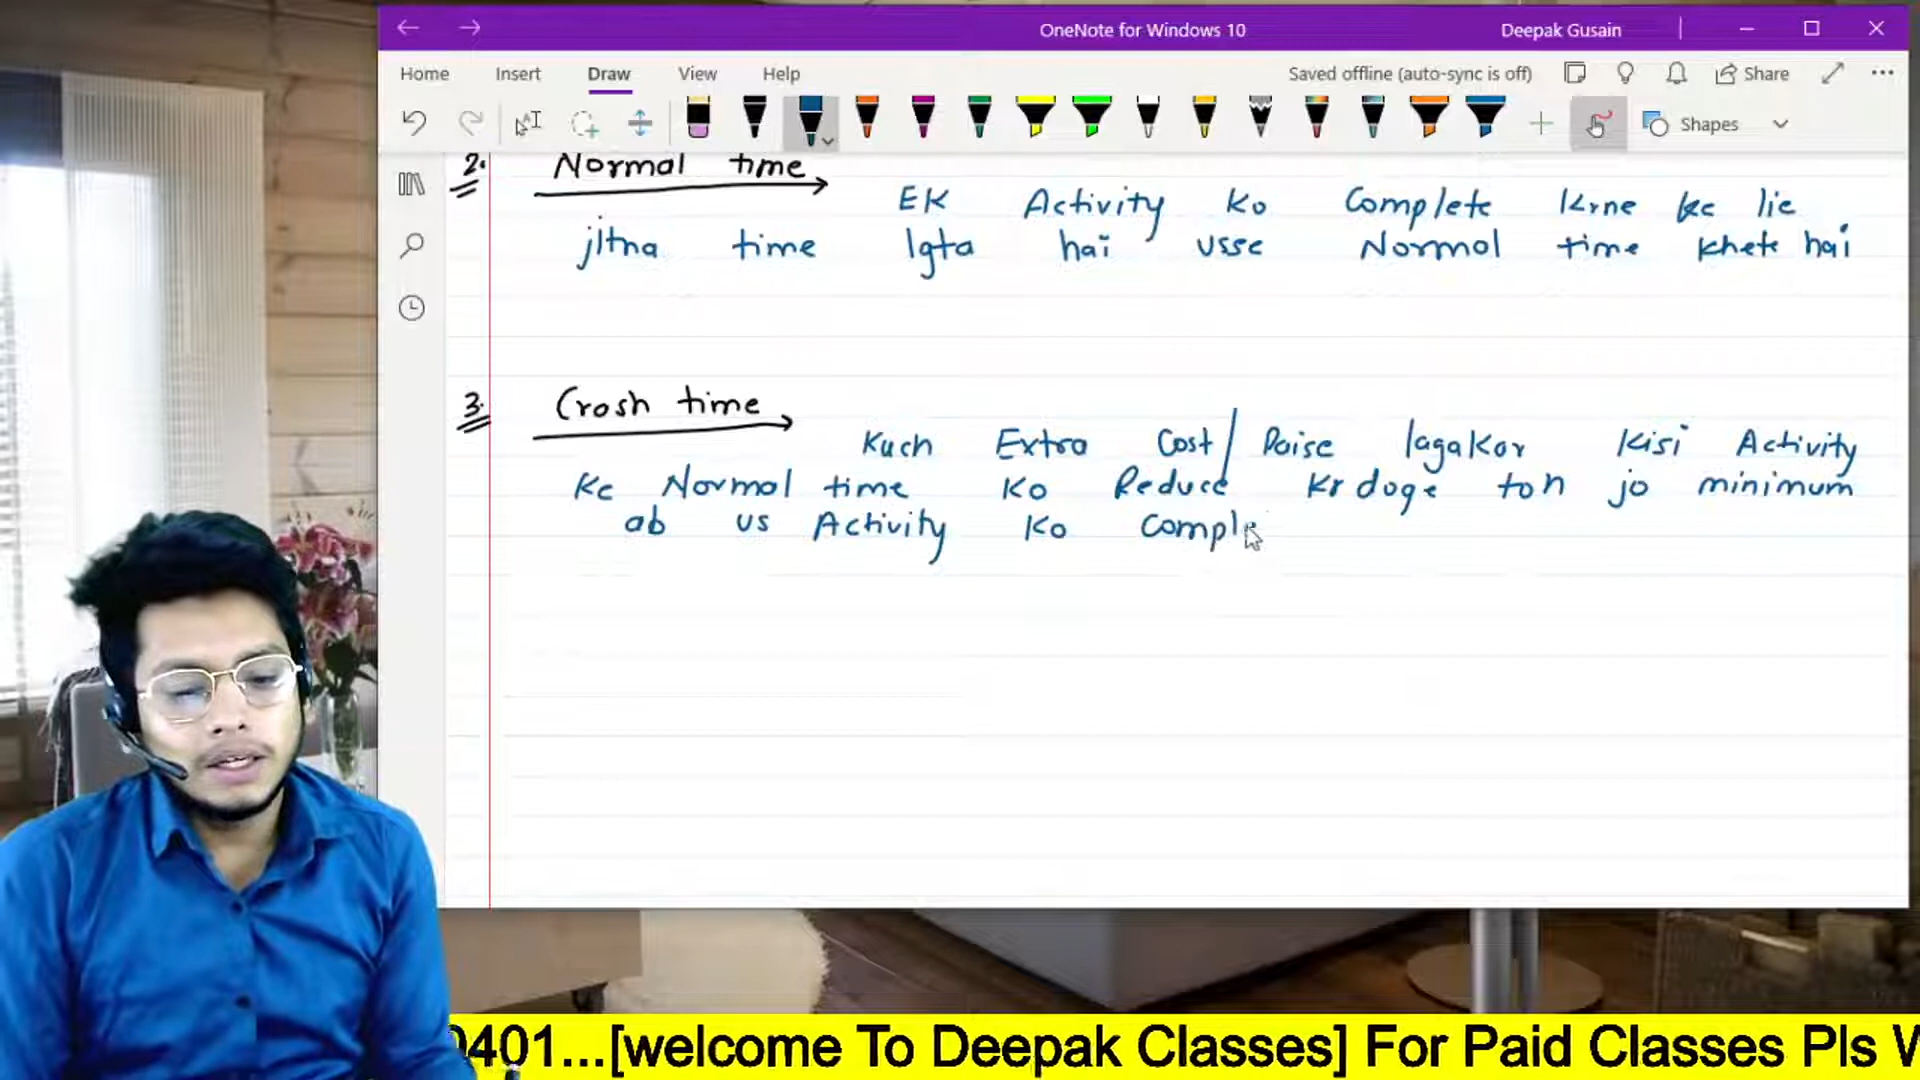 OneNote for Windows 10
Deepak Gusain
Home Insert Draw View Help
Saved offline (auto-sync is off)
Share
Shapes
2. Normal time
EK Activity Ko Complete Krne ke lie
jitna time lgta hai usse Normal time khete hai
3. Crash time
Kuch Extra Cost/Paise lagakar Kisi Activity
Ke Normal time Ko Reduce Kr doge toh jo minimum
ab us Activity Ko Comple
0401...[welcome To Deepak Classes] For Paid Classes Pls W